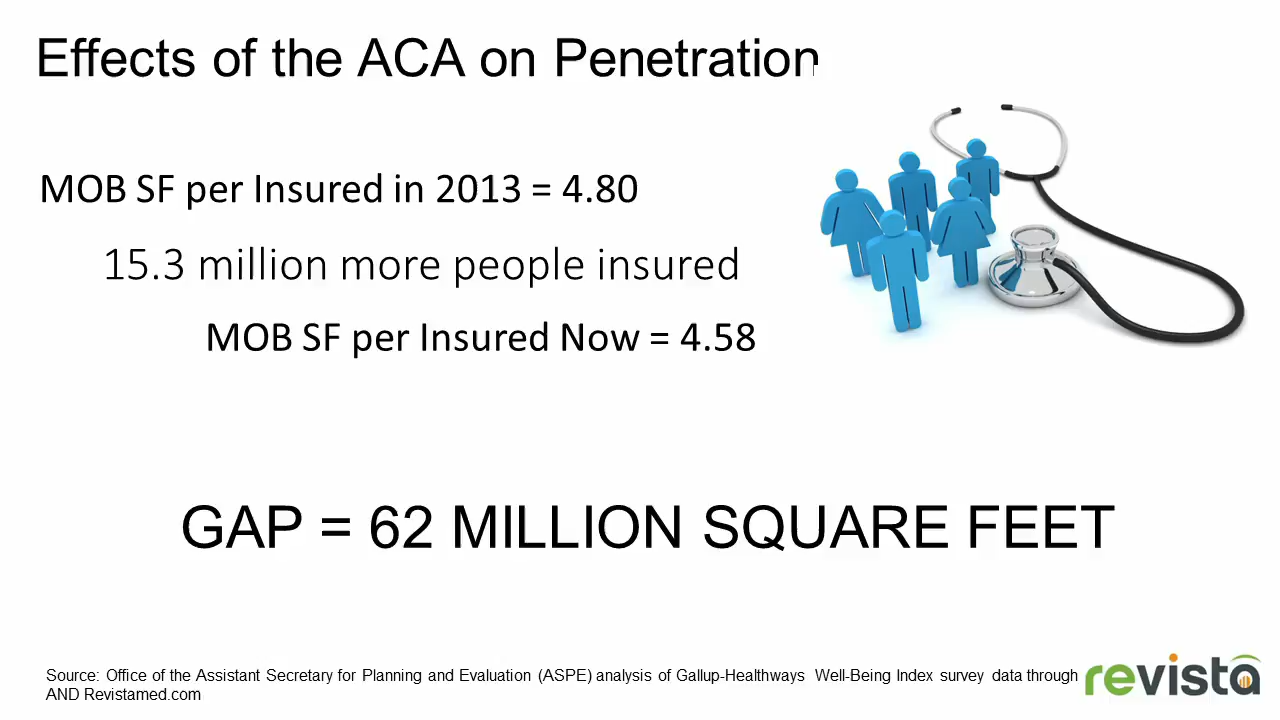 Effects of the ACA on Penetration
MOB SF per Insured in 2013 = 4.80
15.3 million more people insured
MOB SF per Insured Now = 4.58
GAP = 62 MILLION SQUARE FEET
Source: Office of the Assistant Secretary for Planning and Evaluation (ASPE) analysis of Gallup-Healthways Well-Being Index survey data through
AND Revistamed.com
revista